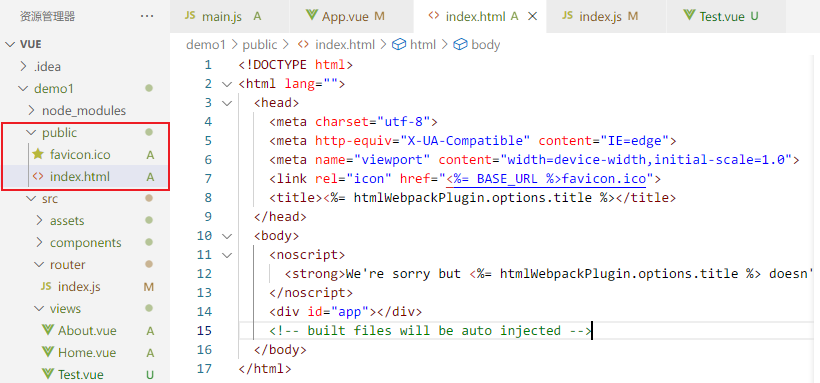 资源管理器 ···
main.js A App.vue M index.html A × index.js M Test.vue U
VUE
demo1 > public > index.html > html > body
.idea
demo1
node_modules
public
favicon.ico A
index.html A
src
assets
components
router
index.js M
views
About.vue A
Home.vue A
Test.vue U
1 <!DOCTYPE html>
2 <html lang="">
3 <head>
4 <meta charset="utf-8">
5 <meta http-equiv="X-UA-Compatible" content="IE=edge">
6 <meta name="viewport" content="width=device-width,initial-scale=1.0">
7 <link rel="icon" href="<%= BASE_URL %>favicon.ico">
8 <title><%= htmlWebpackPlugin.options.title %></title>
9 </head>
10 <body>
11 <noscript>
12 <strong>We're sorry but <%= htmlWebpackPlugin.options.title %> doesn'
13 </noscript>
14 <div id="app"></div>
15 <!-- built files will be auto injected -->
16 </body>
17 </html>